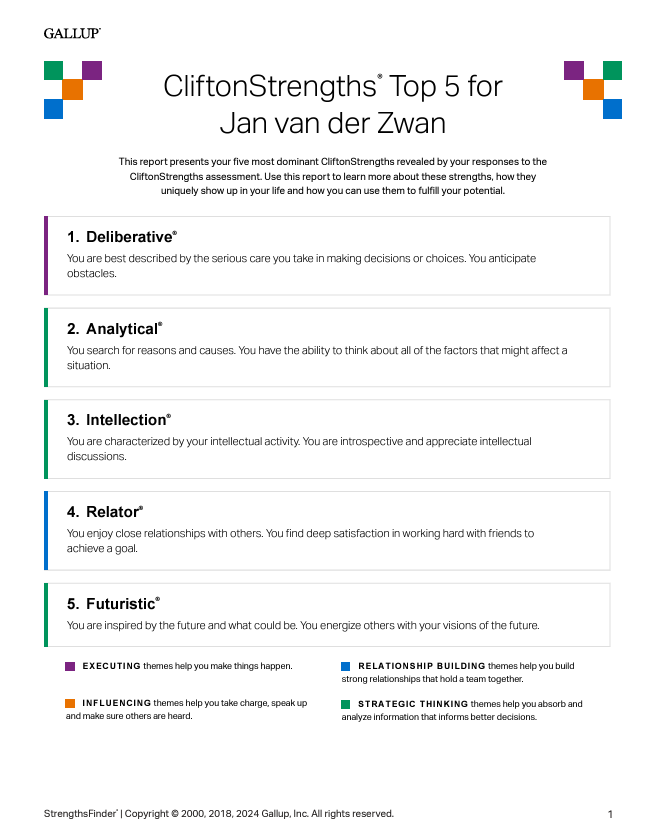 GALLUP®
CliftonStrengths® Top 5 for
Jan van der Zwan
This report presents your five most dominant CliftonStrengths revealed by your responses to the
CliftonStrengths assessment. Use this report to learn more about these strengths, how they
uniquely show up in your life and how you can use them to fulfill your potential.
1. Deliberative®
You are best described by the serious care you take in making decisions or choices. You anticipate
obstacles.
2. Analytical®
You search for reasons and causes. You have the ability to think about all of the factors that might affect a
situation.
3. Intellection®
You are characterized by your intellectual activity. You are introspective and appreciate intellectual
discussions.
4. Relator®
You enjoy close relationships with others. You find deep satisfaction in working hard with friends to
achieve a goal.
5. Futuristic®
You are inspired by the future and what could be. You energize others with your visions of the future.
EXECUTING themes help you make things happen.
RELATIONSHIP BUILDING themes help you build
strong relationships that hold a team together.
INFLUENCING themes help you take charge, speak up
and make sure others are heard.
STRATEGIC THINKING themes help you absorb and
analyze information that informs better decisions.
StrengthsFinder® | Copyright © 2000, 2018, 2024 Gallup, Inc. All rights reserved.
1